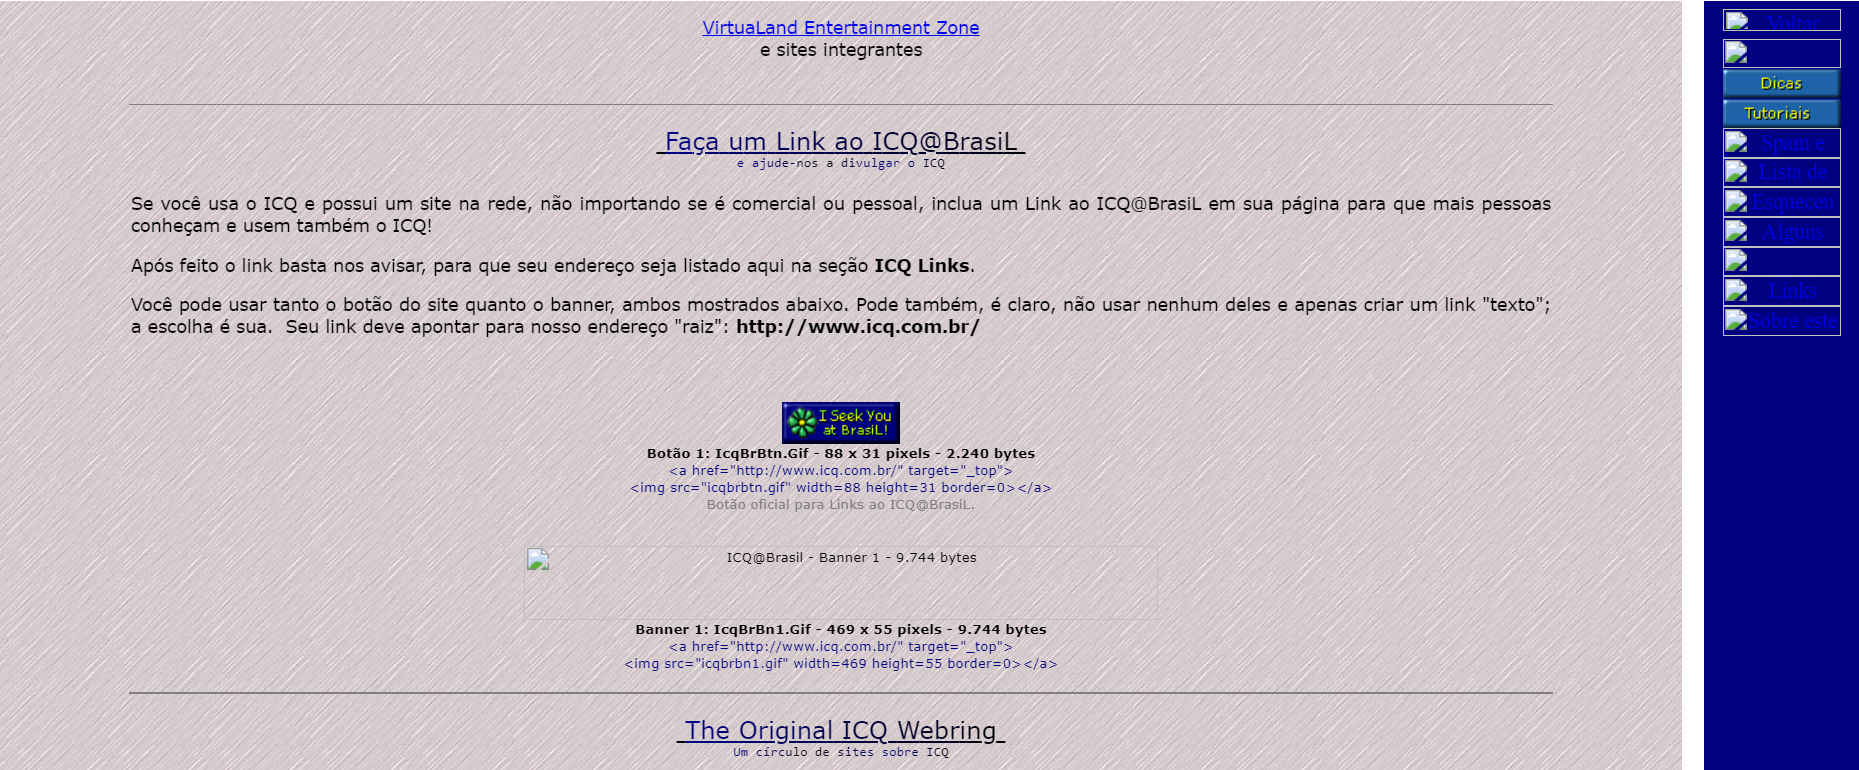 VirtuaLand Entertainment Zone
e sites integrantes
Faça um Link ao ICQ@BrasiL
e ajude-nos a divulgar o ICQ
Se você usa o ICQ e possui um site na rede, não importando se é comercial ou pessoal, inclua um Link ao ICQ@BrasiL em sua página para que mais pessoas
conheçam e usem também o ICQ!
Após feito o link basta nos avisar, para que seu endereço seja listado aqui na seção ICQ Links.
Você pode usar tanto o botão do site quanto o banner, ambos mostrados abaixo. Pode também, é claro, não usar nenhum deles e apenas criar um link "texto";
a escolha é sua.  Seu link deve apontar para nosso endereço "raiz": http://www.icq.com.br/
I Seek You
at BrasiL!
Botão 1: IcqBrBtn.Gif - 88 x 31 pixels - 2.240 bytes
<a href="http://www.icq.com.br/" target="_top">
<img src="icqbrbtn.gif" width=88 height=31 border=0></a>
Botão oficial para Links ao ICQ@BrasiL.
ICQ@Brasil - Banner 1 - 9.744 bytes
Banner 1: IcqBrBn1.Gif - 469 x 55 pixels - 9.744 bytes
<a href="http://www.icq.com.br/" target="_top">
<img src="icqbrbn1.gif" width=469 height=55 border=0></a>
The Original ICQ Webring
Um círculo de sites sobre ICQ
Voltar
Dicas
Tutoriais
Spam e
Lista de
Esqueceu
Alguns
Links
Sobre este